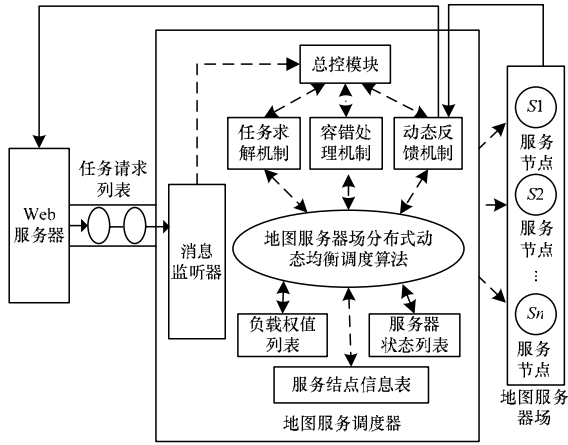 总控模块
任务求
解机制
容错处
理机制
动态反
馈机制
任务请求
列表
Web
服务器
消息
监听器
地图服务器场分布式动
态均衡调度算法
负载权值
列表
服务器
状态列表
服务结点信息表
地图服务调度器
S1
服务
节点
S2
服务
节点
⋮
Sn
服务
节点
地图服务
器场